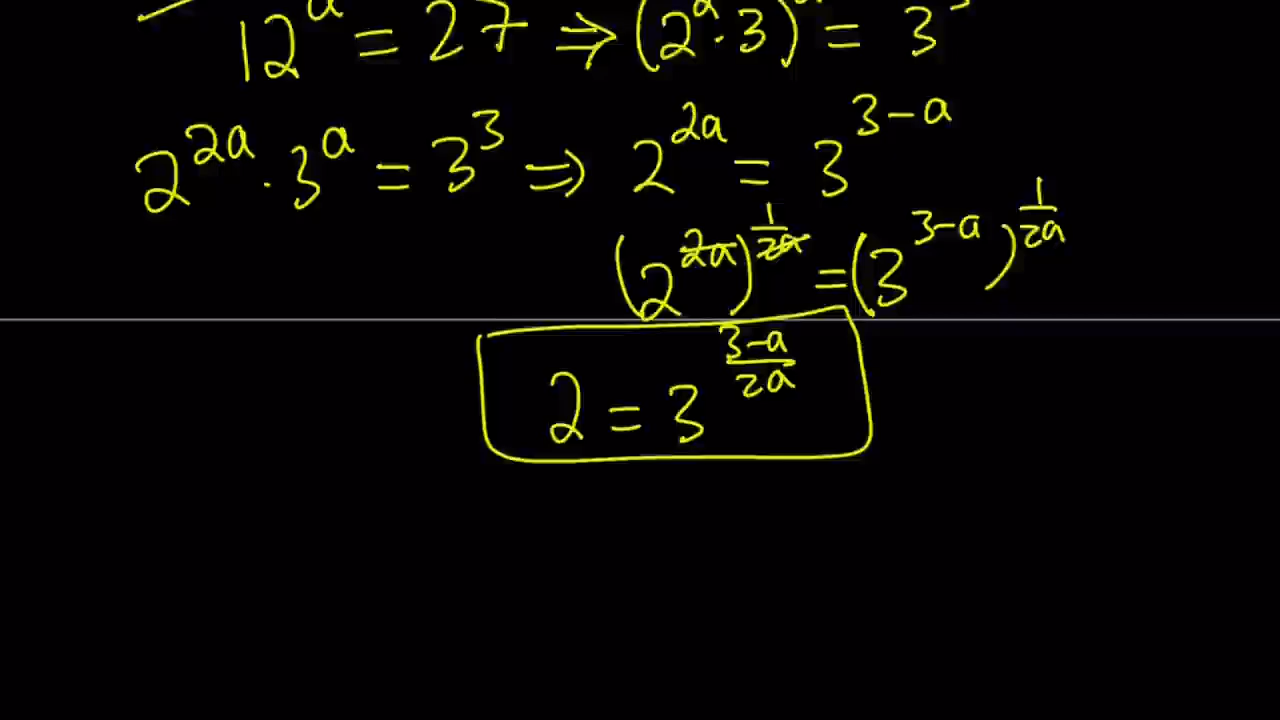 12^a = 27 ⇒ (2^2·3)^a = 3^3
2^{2a}·3^a = 3^3 ⇒ 2^{2a} = 3^{3-a}
(2^{2a})^{1/2a} = (3^{3-a})^{1/2a}
2 = 3^{(3-a)/2a}